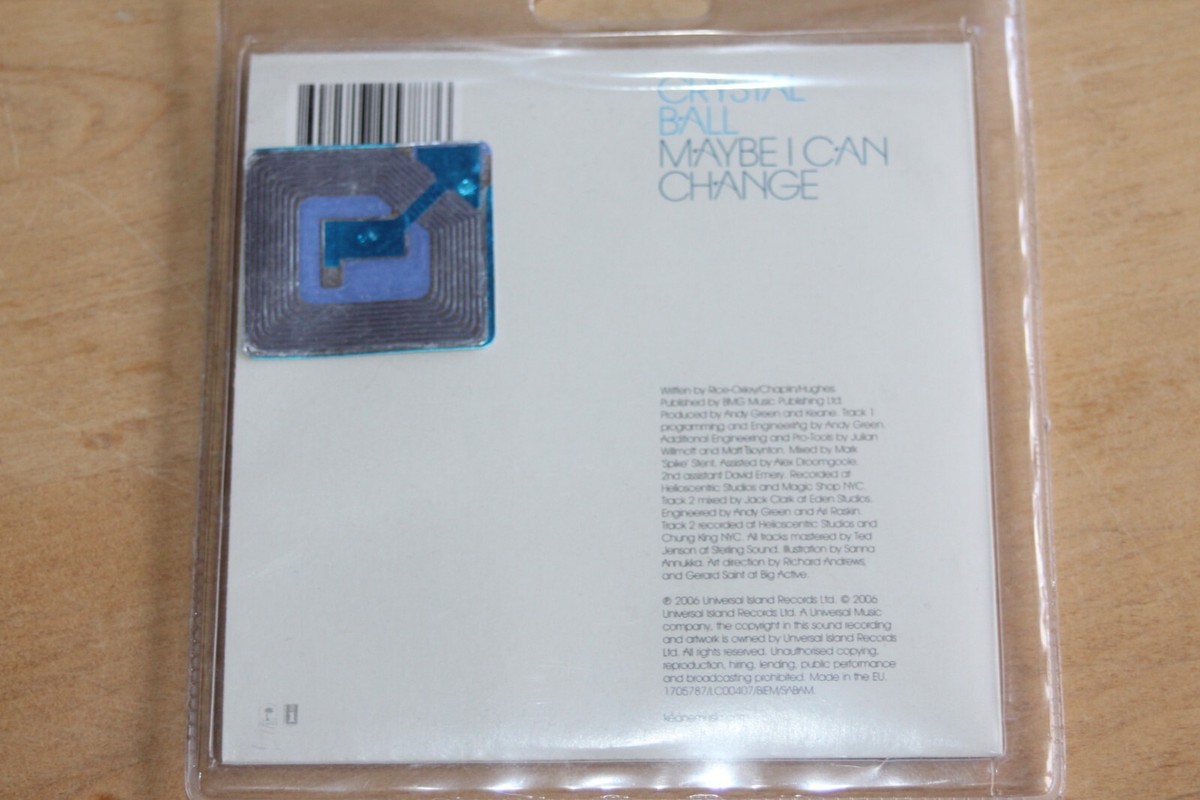 CRYSTAL
BALL
MAYBE I CAN
CHANGE
Written by Rice-Oxley/Chaplin/Hughes.
Published by BMG Music Publishing Ltd.
Produced by Andy Green and Keane. Track 1
programming and Engineering by Andy Green.
Additional Engineering and Pro-Tools by Julian
Willmott and Matt Boynton. Mixed by Mark
'Spike' Stent, Assisted by Alex Dromgoole,
2nd assistant David Emery. Recorded at
Helioscentric Studios and Magic Shop NYC.
Track 2 mixed by Jack Clark at Eden Studios.
Engineered by Andy Green and Ari Raskin.
Track 2 recorded at Helioscentric Studios and
Chung King NYC. All tracks mastered by Ted
Jenson at Sterling Sound. Illustration by Sanna
Annukka. Art direction by Richard Andrews,
and Gerard Saint at Big Active.
℗ 2006 Universal Island Records Ltd. © 2006
Universal Island Records Ltd. A Universal Music
company, the copyright in this sound recording
and artwork is owned by Universal Island Records
Ltd. All rights reserved. Unauthorised copying,
reproduction, hiring, lending, public performance
and broadcasting prohibited. Made in the EU.
1705787/LC00407/BIEM/SABAM.